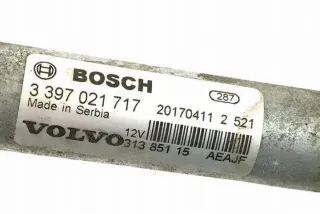 BOSCH 287
3 397 021 717 20170411 2 521
Made in Serbia
VOLVO 12V
313 851 15 AEAJF